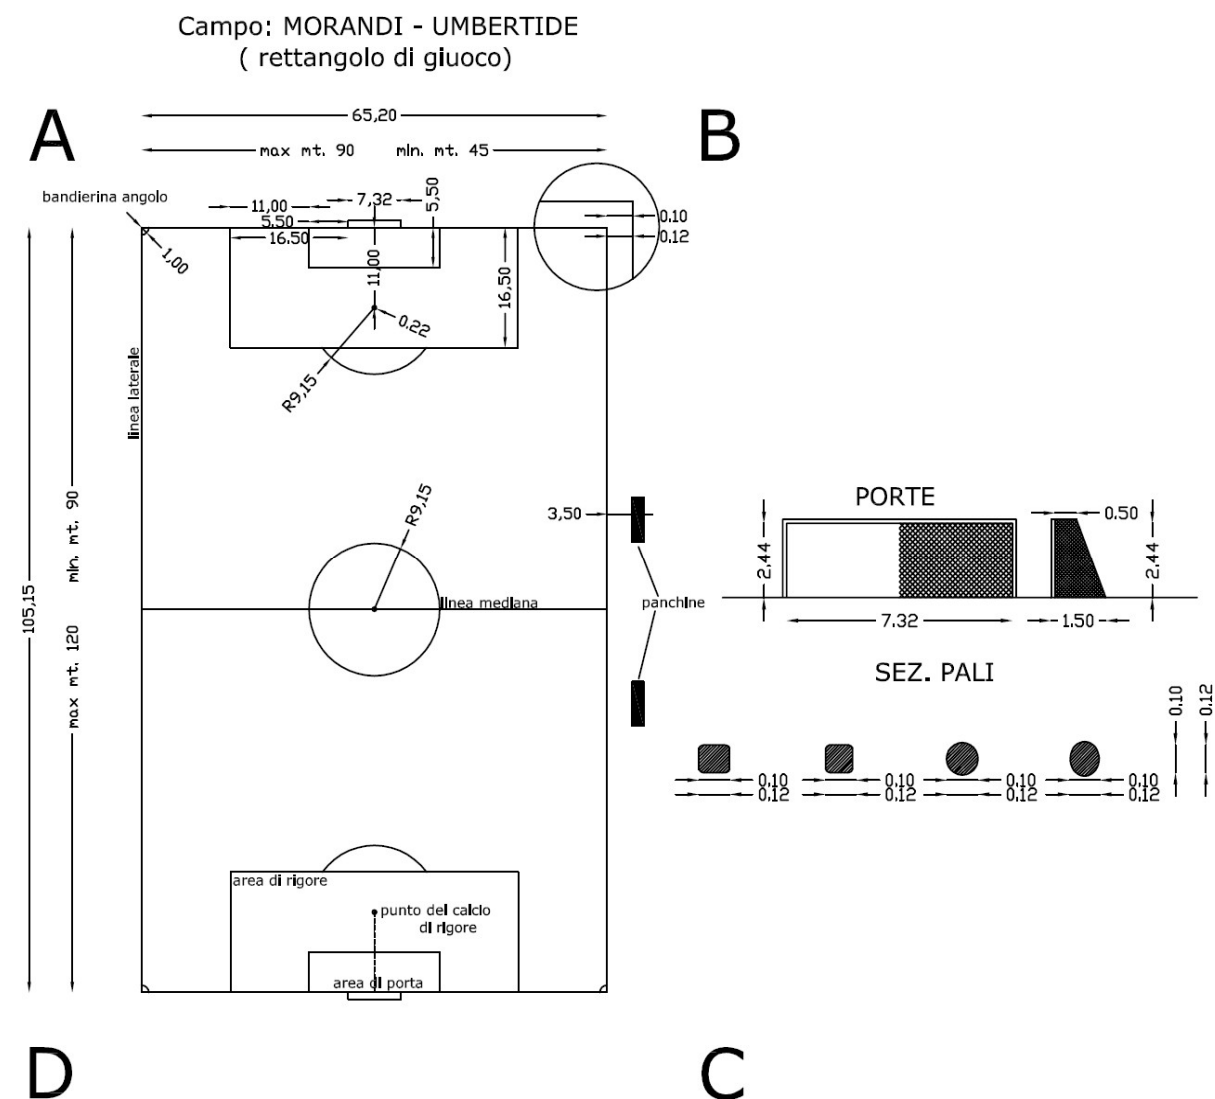 Campo: MORANDI - UMBERTIDE
( rettangolo di giuoco)
A
B
65,20
max mt. 90 min. mt. 45
bandierina angolo
11,00
7,32
5,50
5.50
16.50
0.10
0.12
1,00
11,00
16,50
0.22
R9,15
linea laterale
105,15
min. mt. 90
max mt. 120
R9,15
3,50
linea mediana
panchine
PORTE
2.44
7.32
0.50
2.44
1.50
SEZ. PALI
0.10
0.12
0.10
0.12
0.10
0.12
0.10
0.12
0.10
0.12
area di rigore
punto del calcio
di rigore
area di porta
D
C